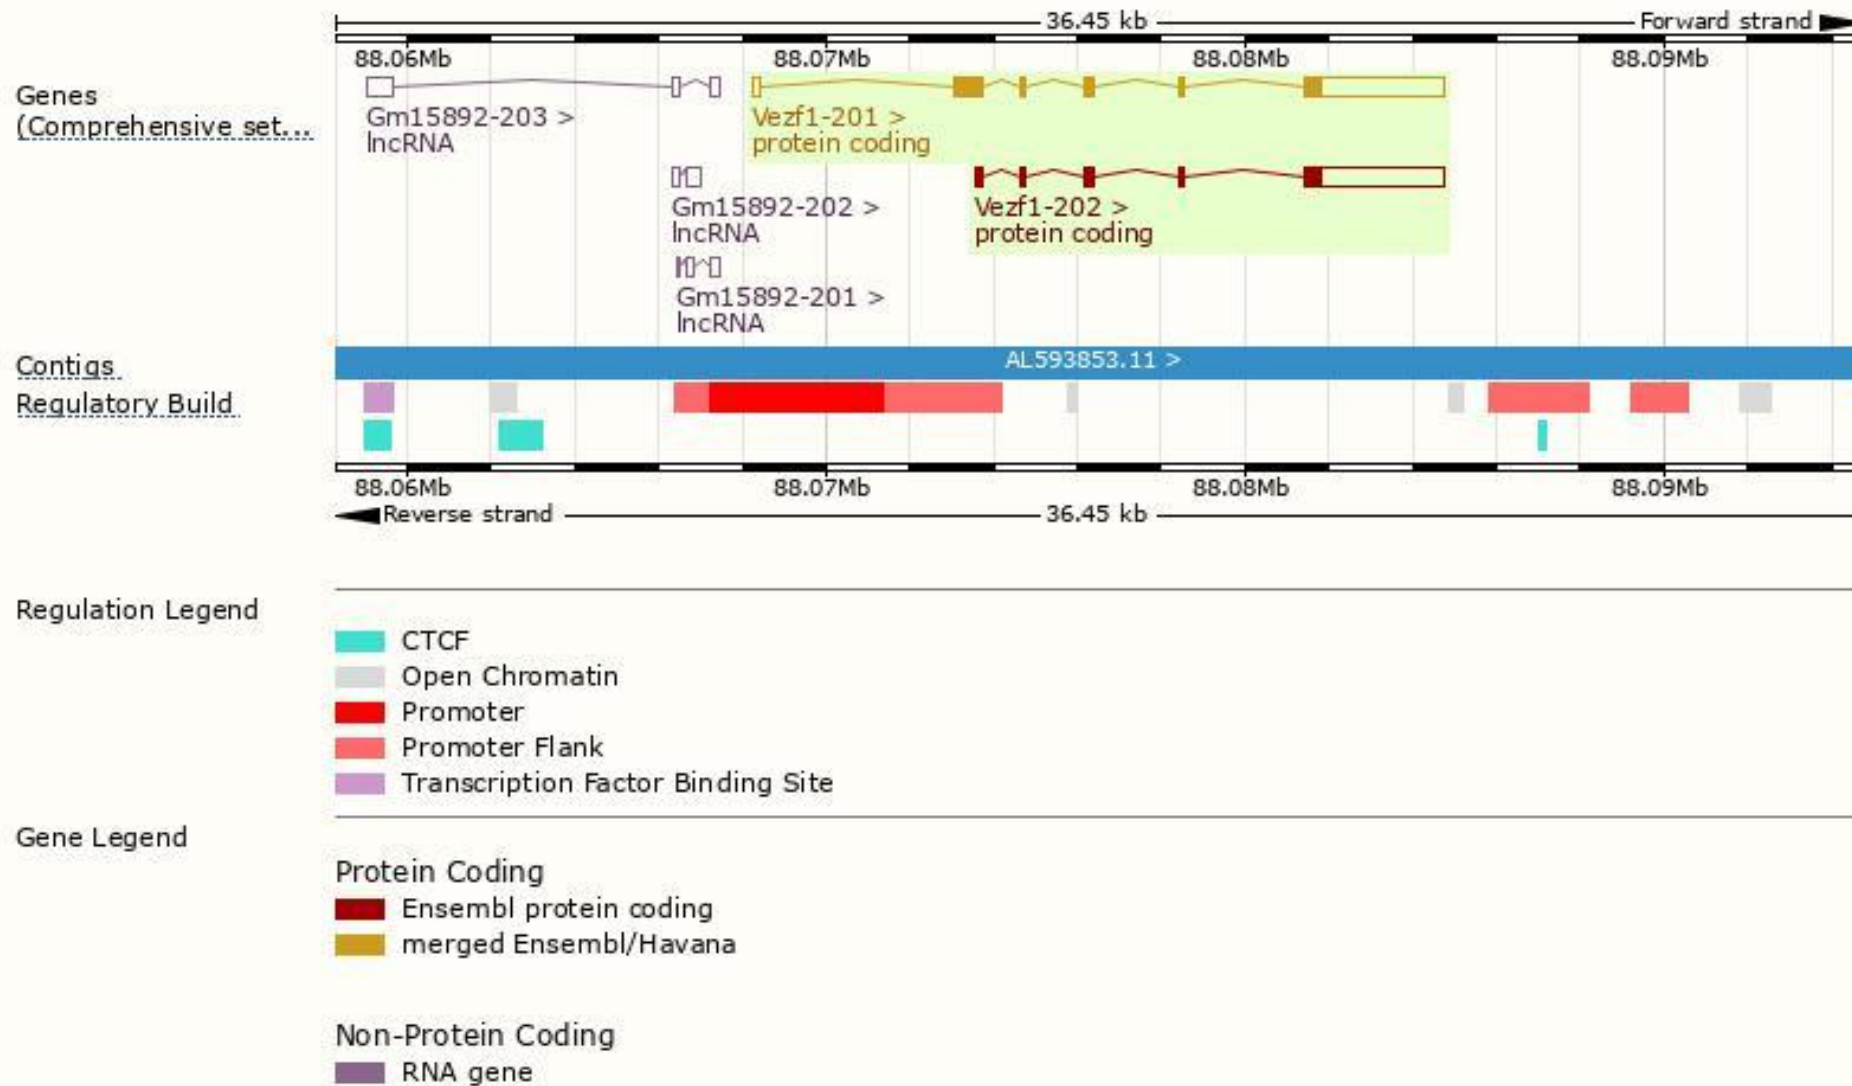 36.45 kb Forward strand
88.06Mb 88.07Mb 88.08Mb 88.09Mb
Genes
(Comprehensive set...
Gm15892-203 >
lncRNA
Vezf1-201 >
protein coding
Gm15892-202 >
lncRNA
Vezf1-202 >
protein coding
Gm15892-201 >
lncRNA
Contigs
AL593853.11 >
Regulatory Build
88.06Mb 88.07Mb 88.08Mb 88.09Mb
Reverse strand 36.45 kb
Regulation Legend
CTCF
Open Chromatin
Promoter
Promoter Flank
Transcription Factor Binding Site
Gene Legend
Protein Coding
Ensembl protein coding
merged Ensembl/Havana
Non-Protein Coding
RNA gene